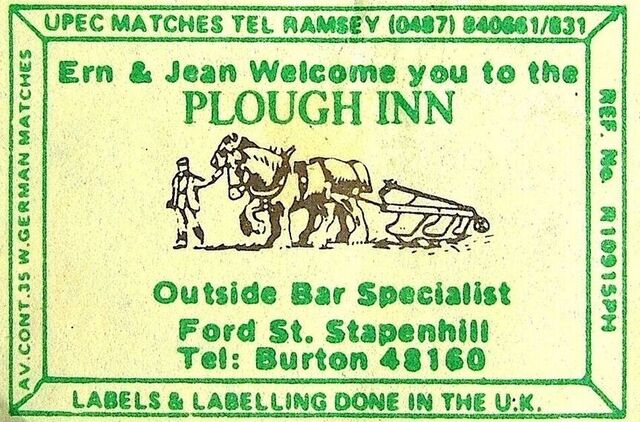 UPEC MATCHES TEL RAMSEY (0487) 840661/831
Ern & Jean Welcome you to the
PLOUGH INN
Outside Bar Specialist
Ford St. Stapenhill
Tel: Burton 48160
LABELS & LABELLING DONE IN THE U.K.
AV. CONT. 35 W. GERMAN MATCHES
REF. No. R10915PH